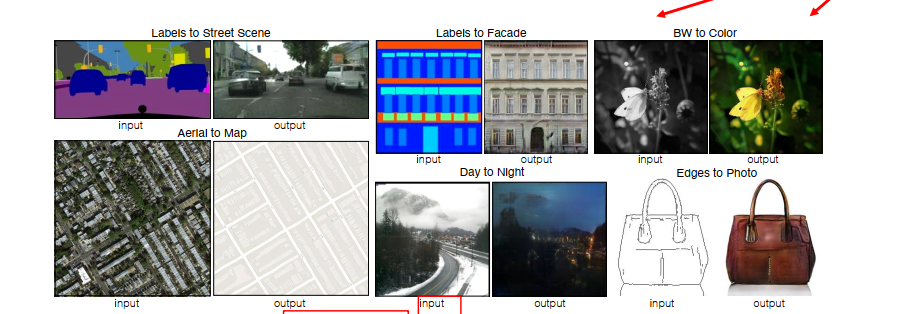 Labels to Street Scene
input
output
Labels to Facade
input
output
BW to Color
input
output
Aerial to Map
input
output
Day to Night
input
output
Edges to Photo
input
output